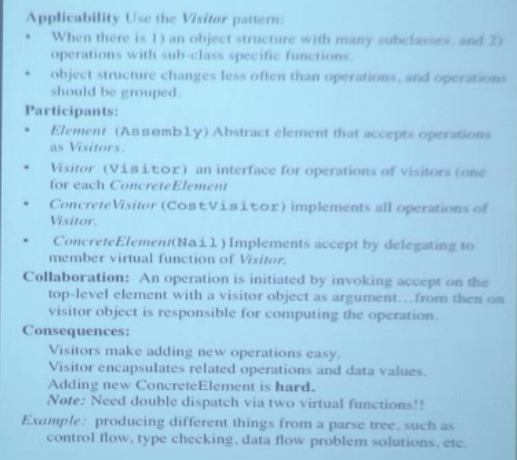 Applicability Use the Visitor pattern:
• When there is 1) an object structure with many subclasses, and 2)
operations with sub-class specific functions.
• object structure changes less often than operations, and operations
should be grouped.
Participants:
• Element (Assembly) Abstract element that accepts operations
as Visitors.
• Visitor (Visitor) an interface for operations of visitors (one
for each ConcreteElement
• ConcreteVisitor (CostVisitor) implements all operations of
Visitor.
• ConcreteElement(Nail) Implements accept by delegating to
member virtual function of Visitor.
Collaboration: An operation is initiated by invoking accept on the
top-level element with a visitor object as argument...from then on
visitor object is responsible for computing the operation.
Consequences:
Visitors make adding new operations easy.
Visitor encapsulates related operations and data values.
Adding new ConcreteElement is hard.
Note: Need double dispatch via two virtual functions!!
Example: producing different things from a parse tree, such as
control flow, type checking, data flow problem solutions, etc.